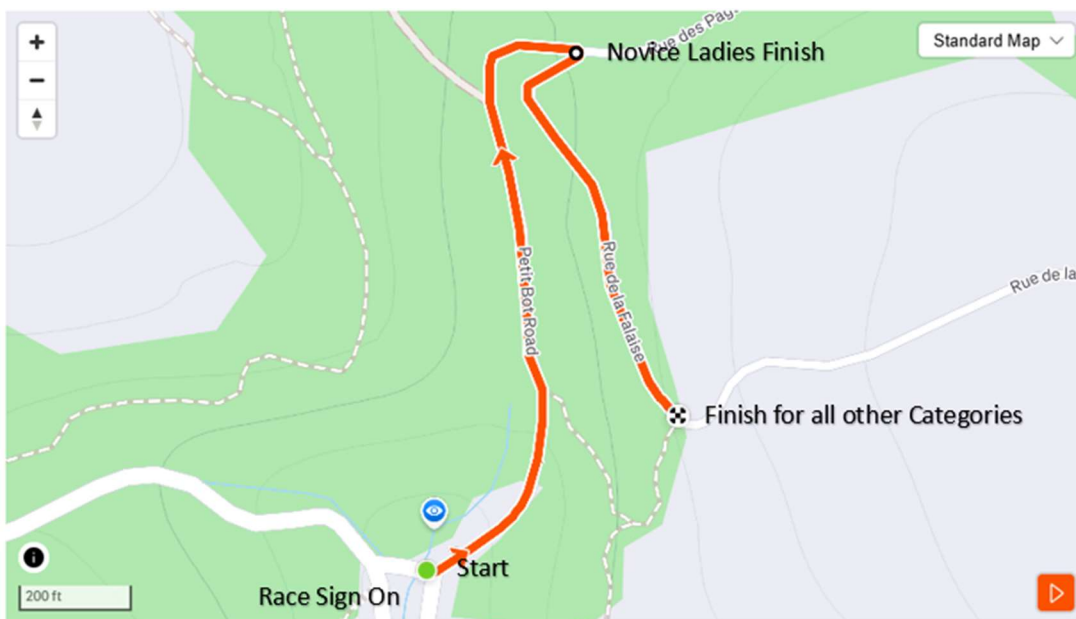 +
Rue des Pag
Standard Map
Novice Ladies Finish
−
Petit Bot Road
Rue de la Falaise
Rue de la
Finish for all other Categories
Start
i
200 ft
Race Sign On